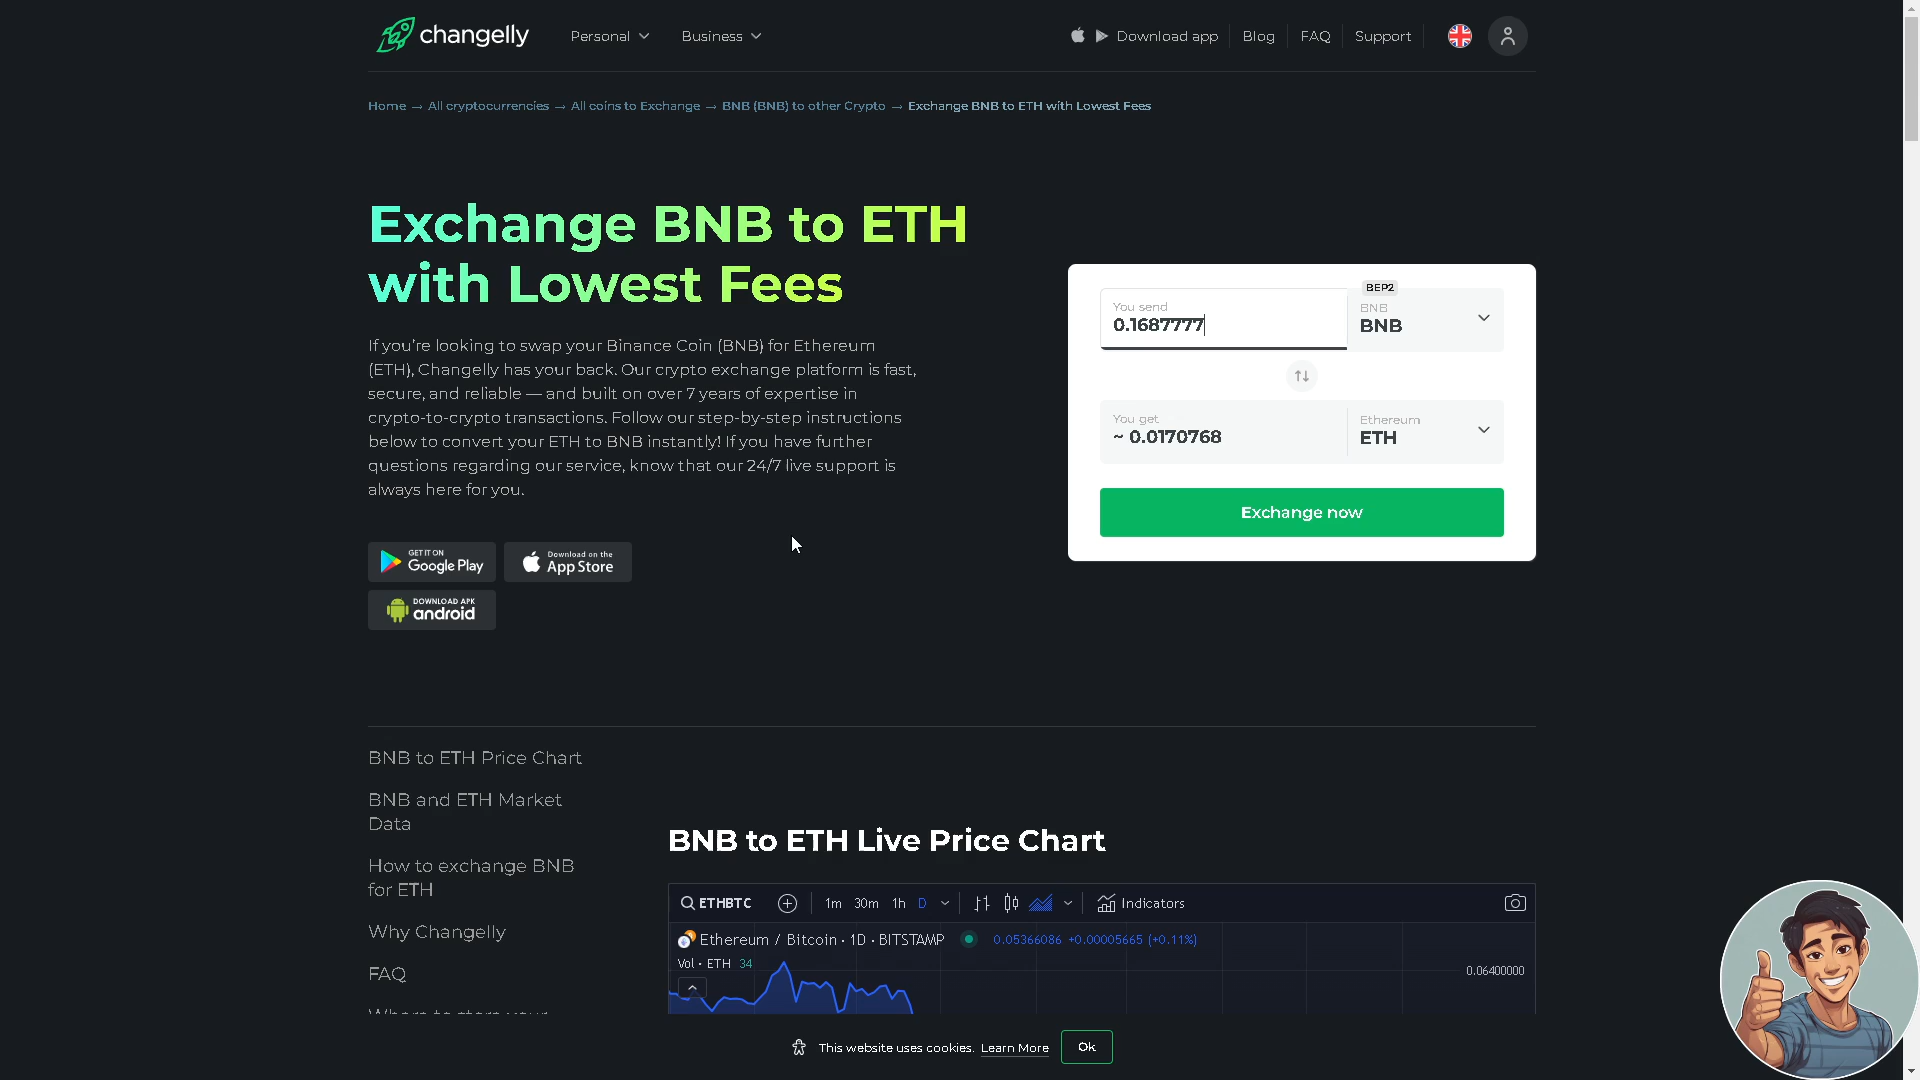 changelly
Personal
Business
Download app
Blog
FAQ
Support
Home → All cryptocurrencies → All coins to Exchange → BNB (BNB) to other Crypto → Exchange BNB to ETH with Lowest Fees
Exchange BNB to ETH
with Lowest Fees
If you're looking to swap your Binance Coin (BNB) for Ethereum
(ETH), Changelly has your back. Our crypto exchange platform is fast,
secure, and reliable — and built on over 7 years of expertise in
crypto-to-crypto transactions. Follow our step-by-step instructions
below to convert your ETH to BNB instantly! If you have further
questions regarding our service, know that our 24/7 live support is
always here for you.
GET IT ON
Google Play
Download on the
App Store
DOWNLOAD APK
android
You send
0.1687777
BEP2
BNB
BNB
You get
~ 0.0170768
Ethereum
ETH
Exchange now
BNB to ETH Price Chart
BNB and ETH Market
Data
How to exchange BNB
for ETH
Why Changelly
FAQ
Where to store your
BNB to ETH Live Price Chart
ETHBTC
1m 30m 1h D
Indicators
Ethereum / Bitcoin · 1D · BITSTAMP
0.05366086 +0.00005665 (+0.11%)
Vol · ETH 34
0.06400000
This website uses cookies. Learn More
Ok